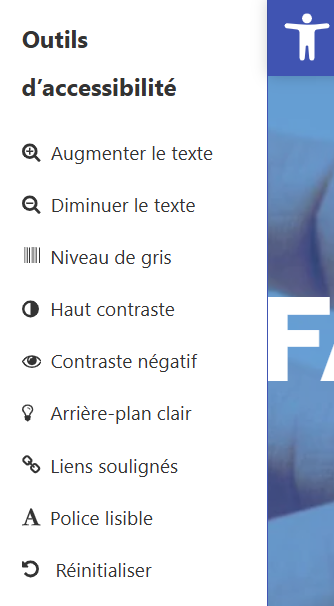 Outils
d’accessibilité
Augmenter le texte
Diminuer le texte
Niveau de gris
Haut contraste
Contraste négatif
Arrière-plan clair
Liens soulignés
Police lisible
Réinitialiser